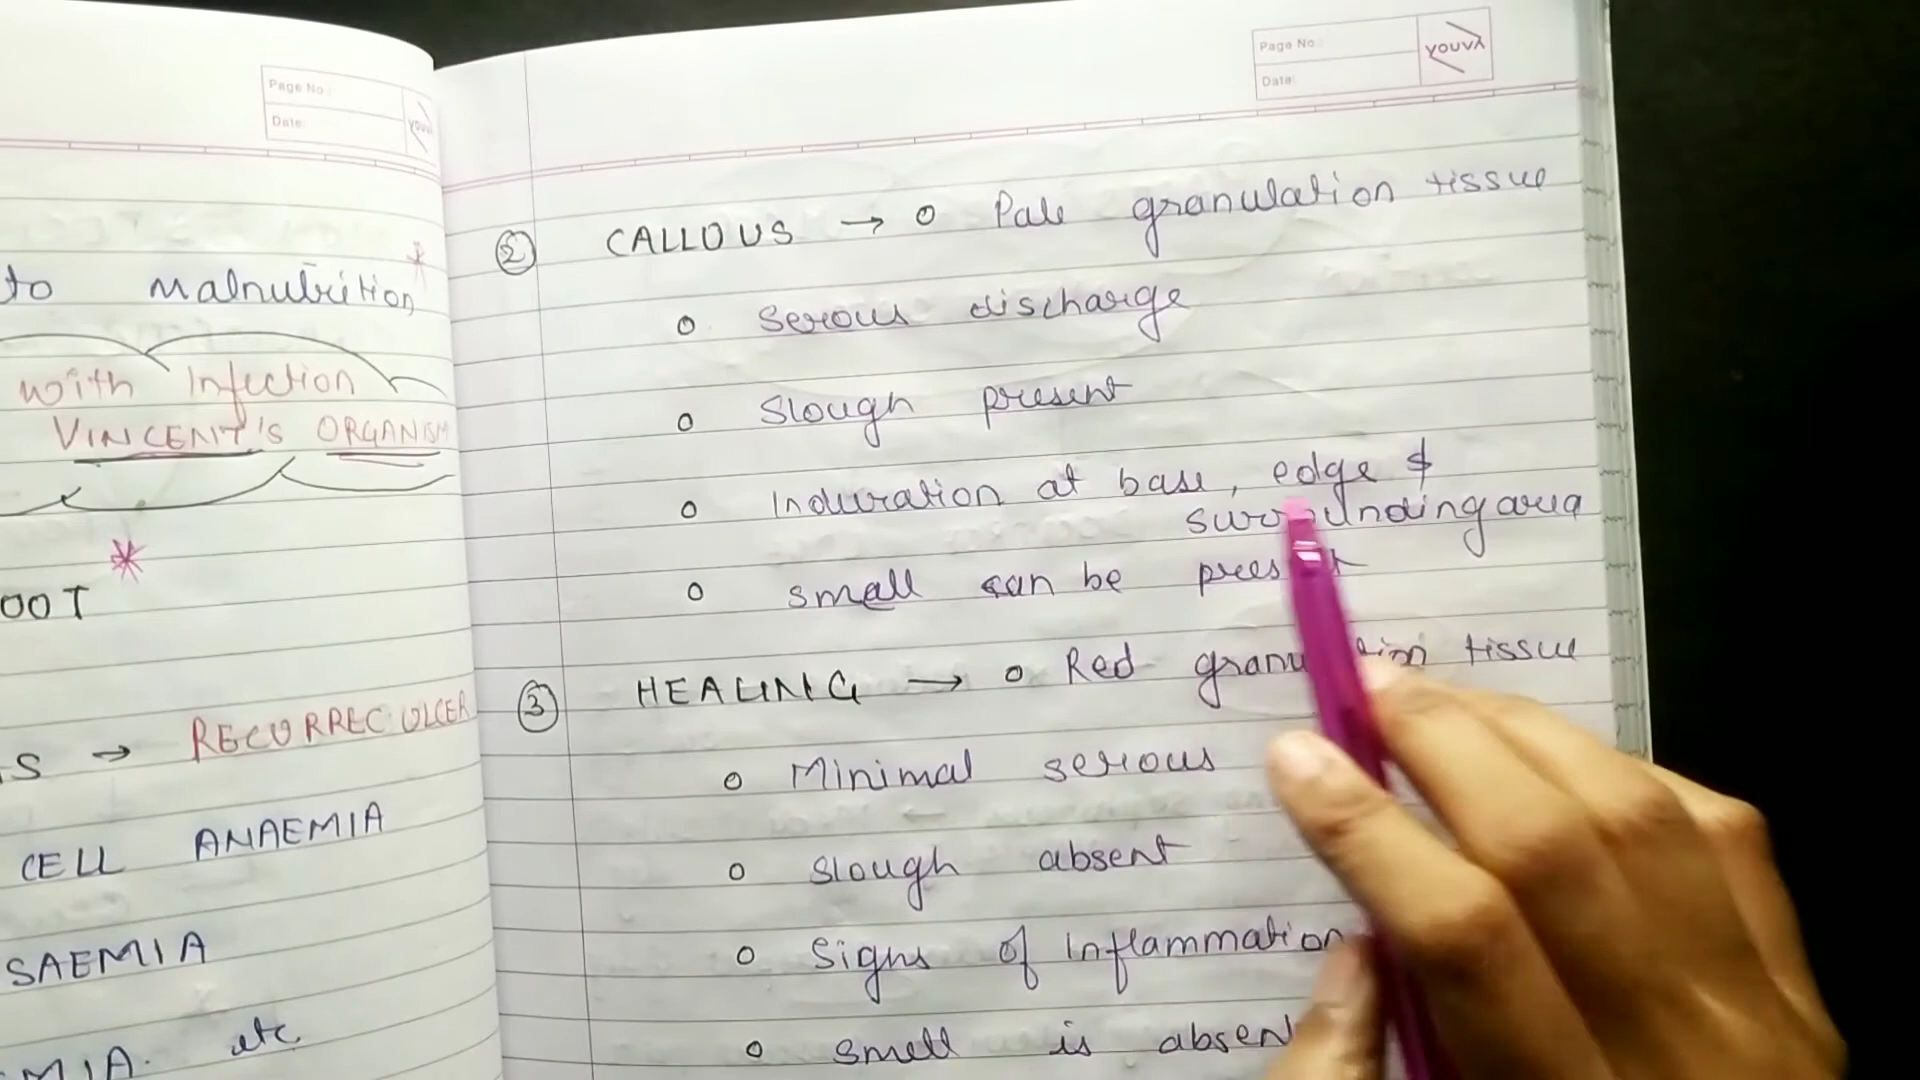 Page No.:
Date:
YOUVA
to malnutrition *
with Infection
VINCENT'S ORGANISM
*
OOT
S → RECURREC ULCER
CELL ANAEMIA
SAEMIA
MIA. etc
Page No.:
Date:
YOUVA
② CALLOUS → o Pale granulation tissue
o serous discharge
o Slough present
o Induration at base, edge &
surrounding area
o small can be present
③ HEALING → o Red granulation tissue
o Minimal serous
o slough absent
o Signs of Inflammation
o smell is absent